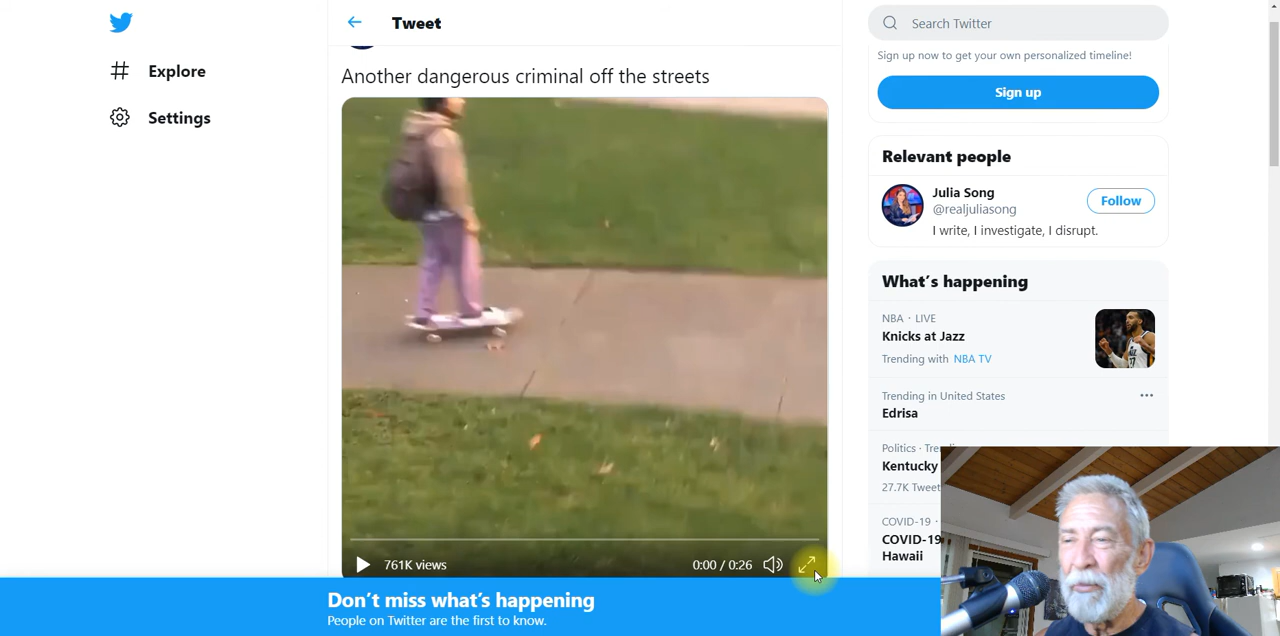 Tweet
Search Twitter
Explore
Settings
Another dangerous criminal off the streets
761K views
0:00 / 0:26
Sign up now to get your own personalized timeline!
Sign up
Relevant people
Julia Song
@realjuliasong
Follow
I write, I investigate, I disrupt.
What's happening
NBA · LIVE
Knicks at Jazz
Trending with NBA TV
Trending in United States
Edrisa
Politics ·
Kentucky
27.7K Tweet
COVID-19 ·
COVID-19
Hawaii
Don't miss what's happening
People on Twitter are the first to know.